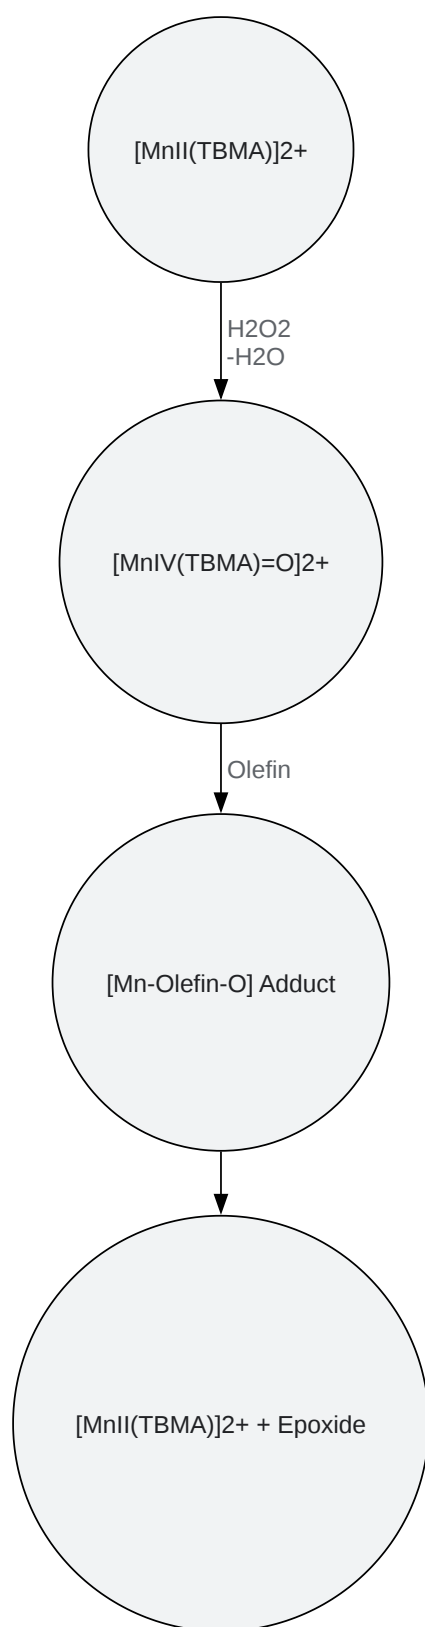 [MnII(TBMA)]2+
H2O2
-H2O
[MnIV(TBMA)=O]2+
Olefin
[Mn-Olefin-O] Adduct
[MnII(TBMA)]2+ + Epoxide